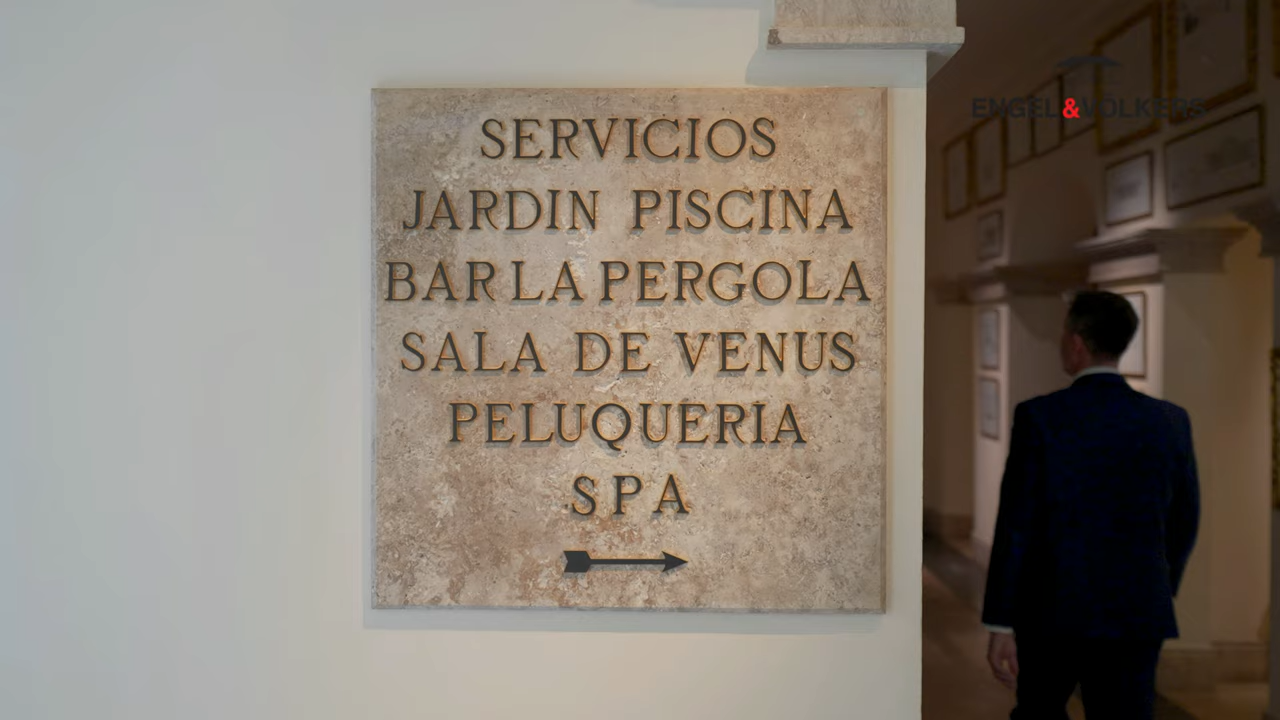 SERVICIOS
JARDIN PISCINA
BAR LA PERGOLA
SALA DE VENUS
PELUQUERIA
SPA
ENGEL&VÖLKERS